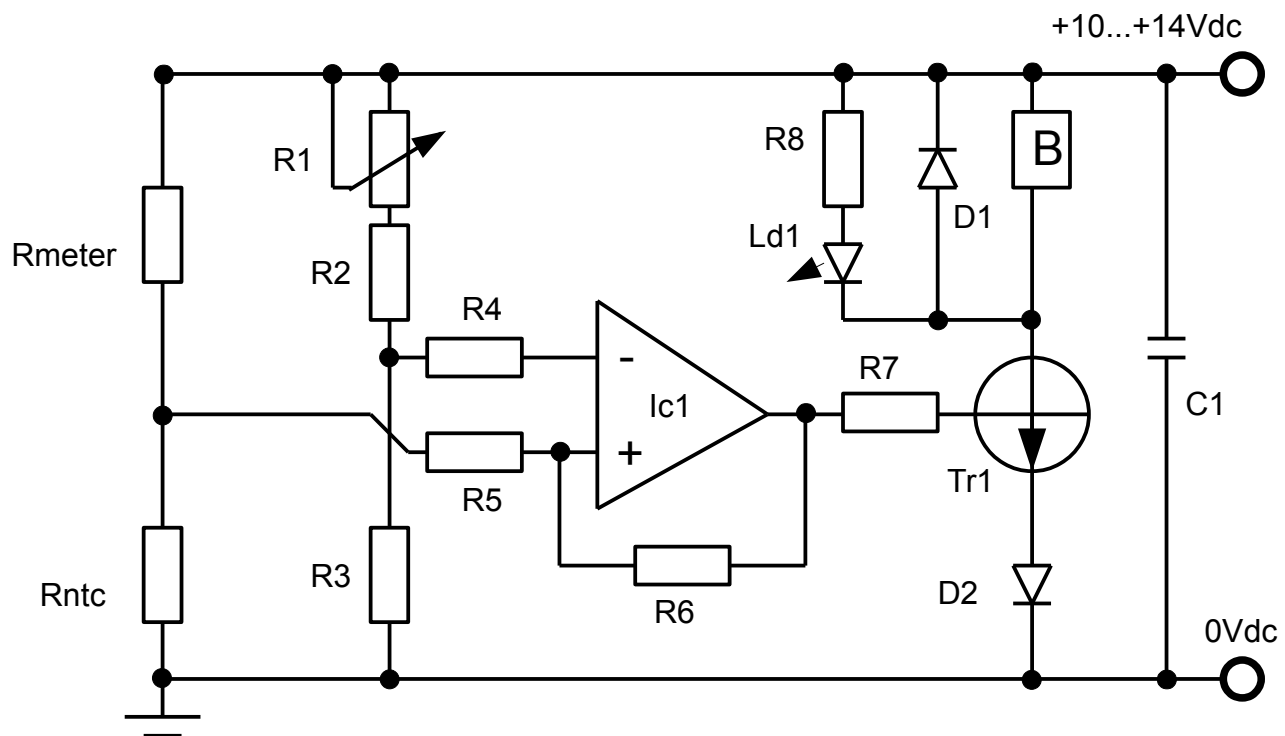 +10...+14Vdc
R1
R8
B
D1
Rmeter
R2
Ld1
R4
-
R7
Ic1
C1
+
Tr1
R5
Rntc
R3
R6
D2
0Vdc